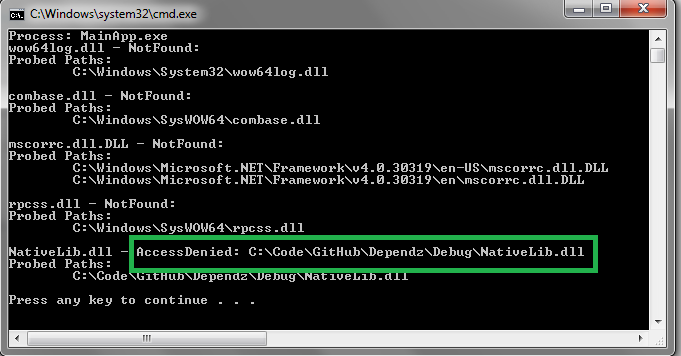 C:\Windows\system32\cmd.exe
Process: MainApp.exe
wow64log.dll - NotFound:
Probed Paths:
C:\Windows\System32\wow64log.dll
combase.dll - NotFound:
Probed Paths:
C:\Windows\SysWOW64\combase.dll
mscorrc.dll.DLL - NotFound:
Probed Paths:
C:\Windows\Microsoft.NET\Framework\v4.0.30319\en-US\mscorrc.dll.DLL
C:\Windows\Microsoft.NET\Framework\v4.0.30319\en\mscorrc.dll.DLL
rpcss.dll - NotFound:
Probed Paths:
C:\Windows\SysWOW64\rpcss.dll
NativeLib.dll - AccessDenied: C:\Code\GitHub\Dependz\Debug\NativeLib.dll
Probed Paths:
C:\Code\GitHub\Dependz\Debug\NativeLib.dll
Press any key to continue . . .